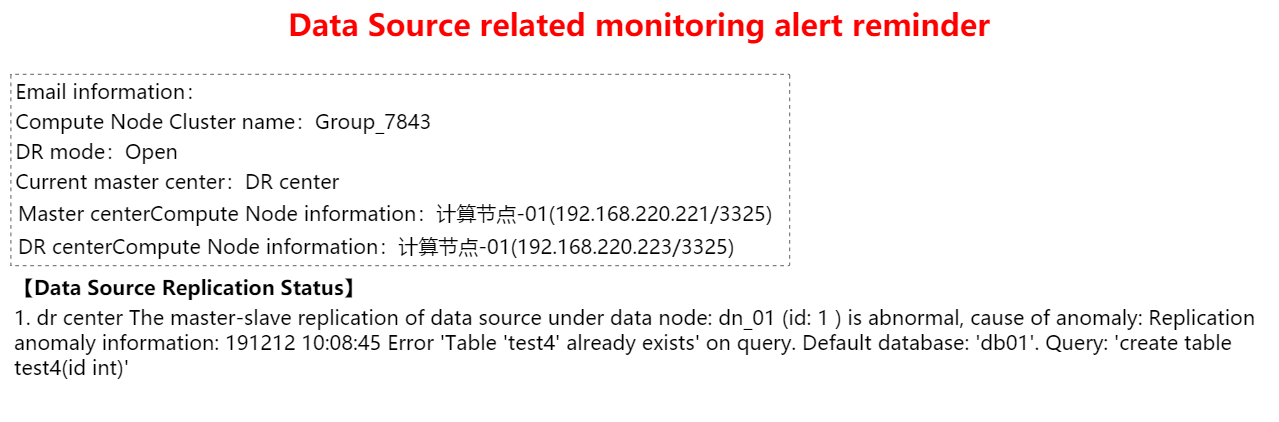 Data Source related monitoring alert reminder
Email information：
Compute Node Cluster name：Group_7843
DR mode：Open
Current master center：DR center
Master centerCompute Node information：计算节点-01(192.168.220.221/3325)
DR centerCompute Node information：计算节点-01(192.168.220.223/3325)
【Data Source Replication Status】
1. dr center The master-slave replication of data source under data node: dn_01 (id: 1 ) is abnormal, cause of anomaly: Replication
anomaly information: 191212 10:08:45 Error 'Table 'test4' already exists' on query. Default database: 'db01'. Query: 'create table
test4(id int)'